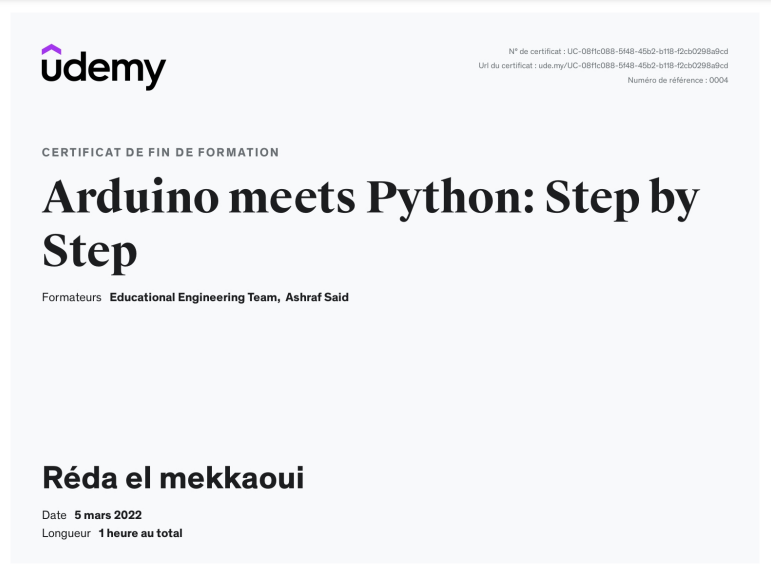 udemy
N° de certificat : UC-08f1c088-5f48-45b2-b118-f2cb0298a9cd
Url du certificat : ude.my/UC-08f1c088-5f48-45b2-b118-f2cb0298a9cd
Numéro de référence : 0004
CERTIFICAT DE FIN DE FORMATION
Arduino meets Python: Step by
Step
Formateurs Educational Engineering Team, Ashraf Said
Réda el mekkaoui
Date 5 mars 2022
Longueur 1 heure au total